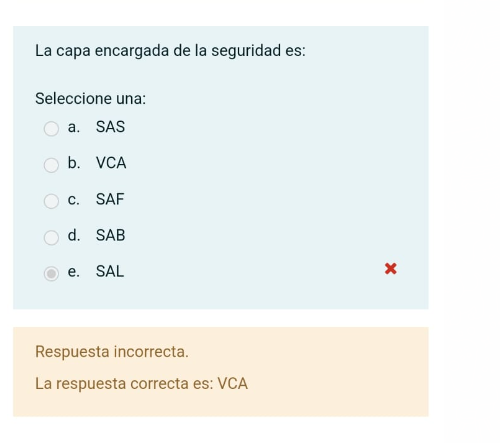 La capa encargada de la seguridad es:
Seleccione una:
a. SAS
b. VCA
c. SAF
d. SAB
e. SAL
Respuesta incorrecta.
La respuesta correcta es: VCA